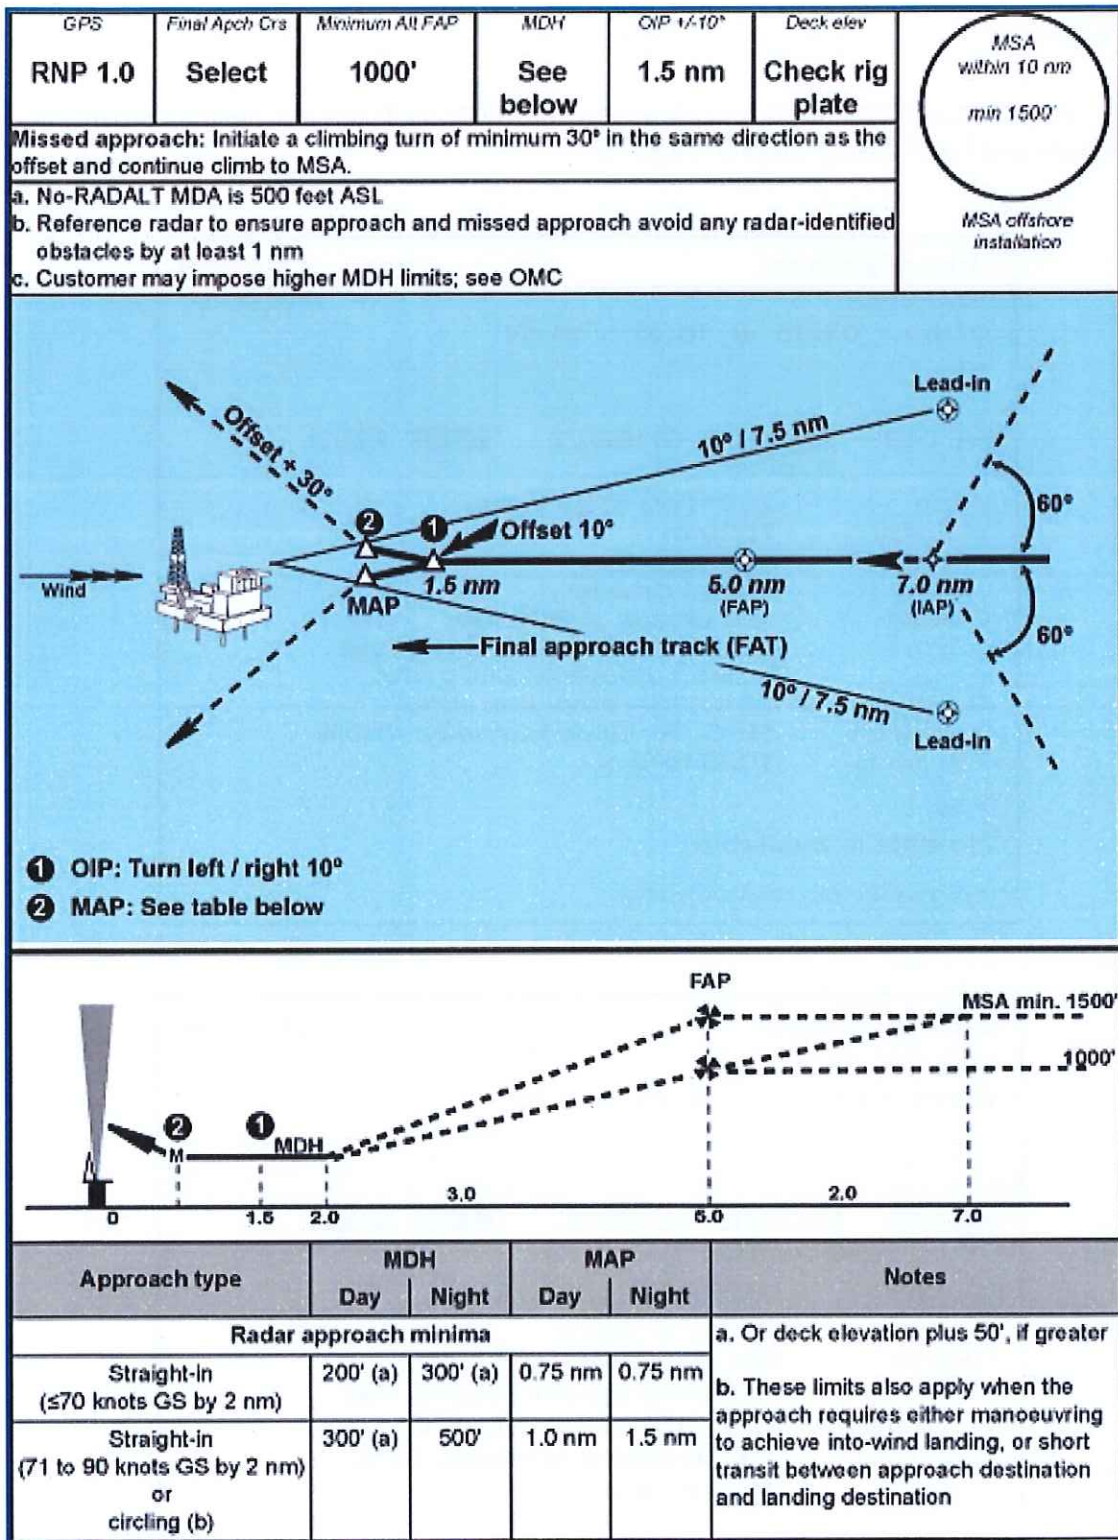 GPS
Final Apch Crs
Minimum Alt FAP
MDH
OIP +/-10°
Deck elev
RNP 1.0
Select
1000'
See
below
1.5 nm
Check rig
plate
MSA
within 10 nm
min 1500'
MSA offshore
installation
Missed approach: Initiate a climbing turn of minimum 30° in the same direction as the
offset and continue climb to MSA.
a. No-RADALT MDA is 500 feet ASL
b. Reference radar to ensure approach and missed approach avoid any radar-identified
obstacles by at least 1 nm
c. Customer may impose higher MDH limits; see OMC
Lead-in
10° / 7.5 nm
Offset + 30°
60°
2
1
Offset 10°
Wind
1.5 nm
5.0 nm
(FAP)
7.0 nm
(IAP)
MAP
60°
Final approach track (FAT)
10° / 7.5 nm
Lead-in
1 OIP: Turn left / right 10°
2 MAP: See table below
FAP
MSA min. 1500'
1000'
2
1
M
MDH
3.0
2.0
0
1.5
2.0
5.0
7.0
Approach type
MDH
MAP
Notes
Day
Night
Day
Night
Radar approach minima
Straight-in
(≤70 knots GS by 2 nm)
200' (a)
300' (a)
0.75 nm
0.75 nm
Straight-in
(71 to 90 knots GS by 2 nm)
or
circling (b)
300' (a)
500'
1.0 nm
1.5 nm
a. Or deck elevation plus 50', if greater
b. These limits also apply when the
approach requires either manoeuvring
to achieve into-wind landing, or short
transit between approach destination
and landing destination